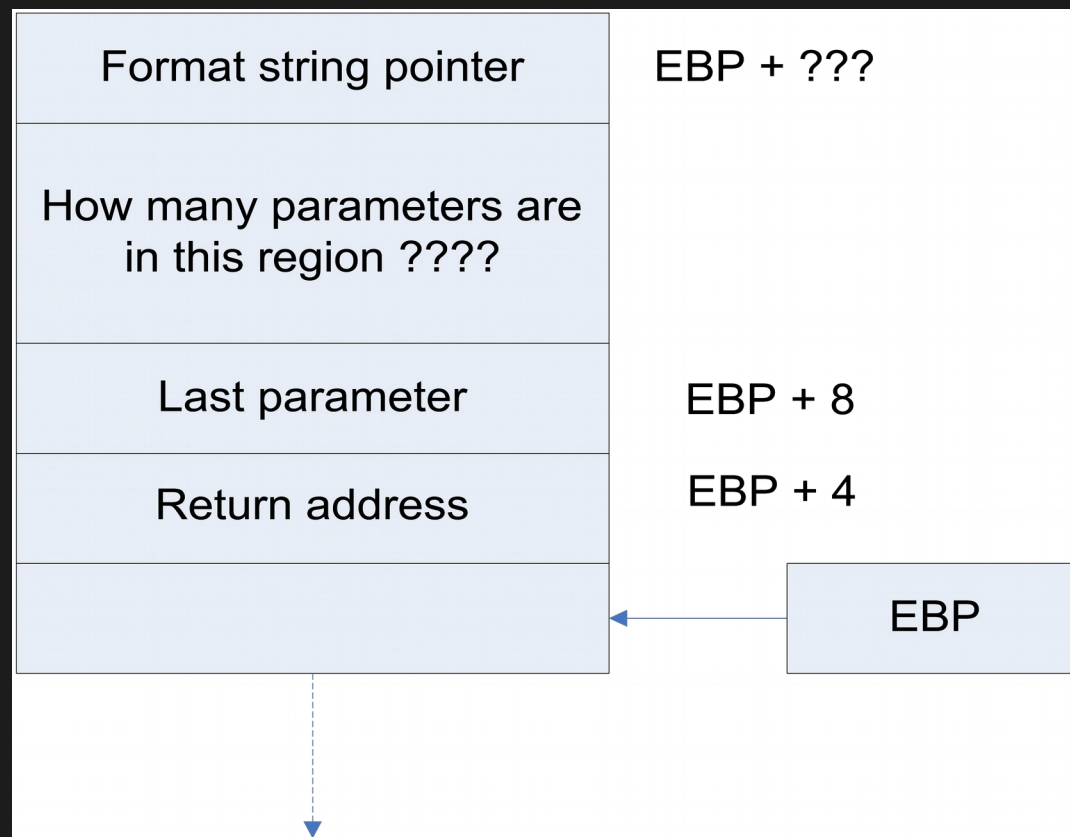 Format string pointer
EBP + ???
How many parameters are
in this region ????
Last parameter
EBP + 8
Return address
EBP + 4
EBP